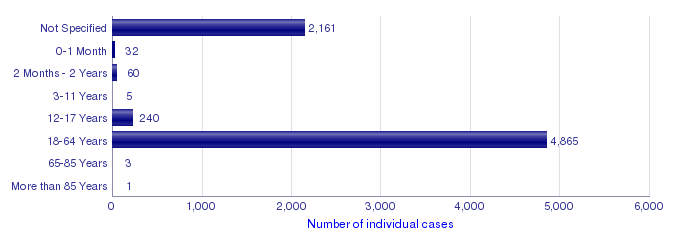 Not Specified 2,161
0-1 Month 32
2 Months - 2 Years 60
3-11 Years 5
12-17 Years 240
18-64 Years 4,865
65-85 Years 3
More than 85 Years 1
0 1,000 2,000 3,000 4,000 5,000 6,000
Number of individual cases